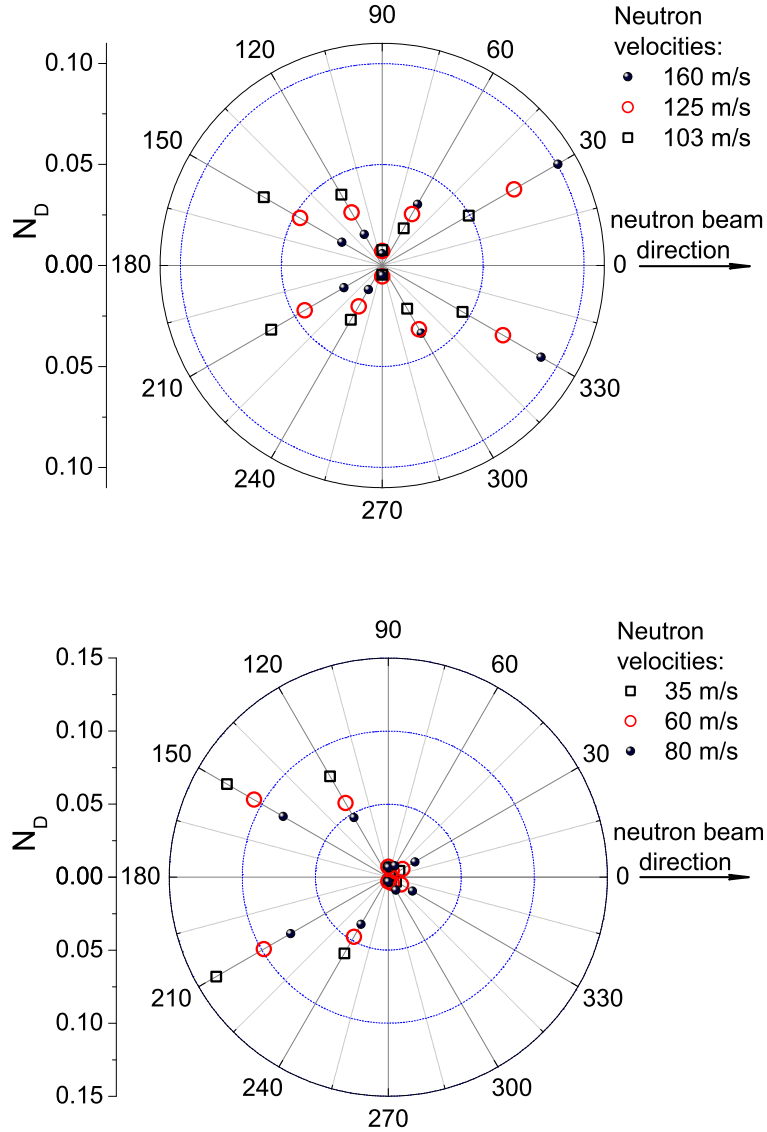 90
Neutron
velocities:
160 m/s
125 m/s
103 m/s
120
60
0.10
150
30
0.05
N_D
neutron beam
direction
0.00
180
0
0.05
210
330
0.10
240
300
270
90
Neutron
velocities:
35 m/s
60 m/s
80 m/s
0.15
120
60
0.10
150
30
0.05
N_D
neutron beam
direction
0.00
180
0
0.05
210
330
0.10
240
300
0.15
270